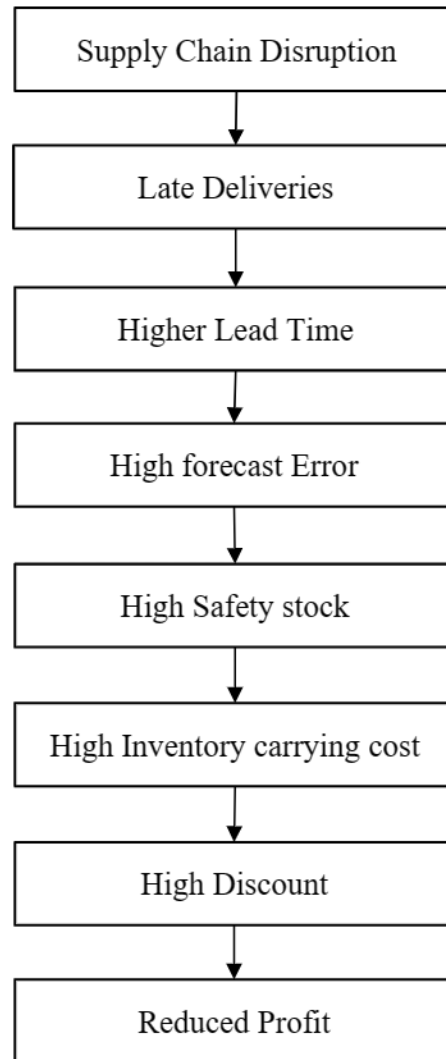 Supply Chain Disruption
Late Deliveries
Higher Lead Time
High forecast Error
High Safety stock
High Inventory carrying cost
High Discount
Reduced Profit